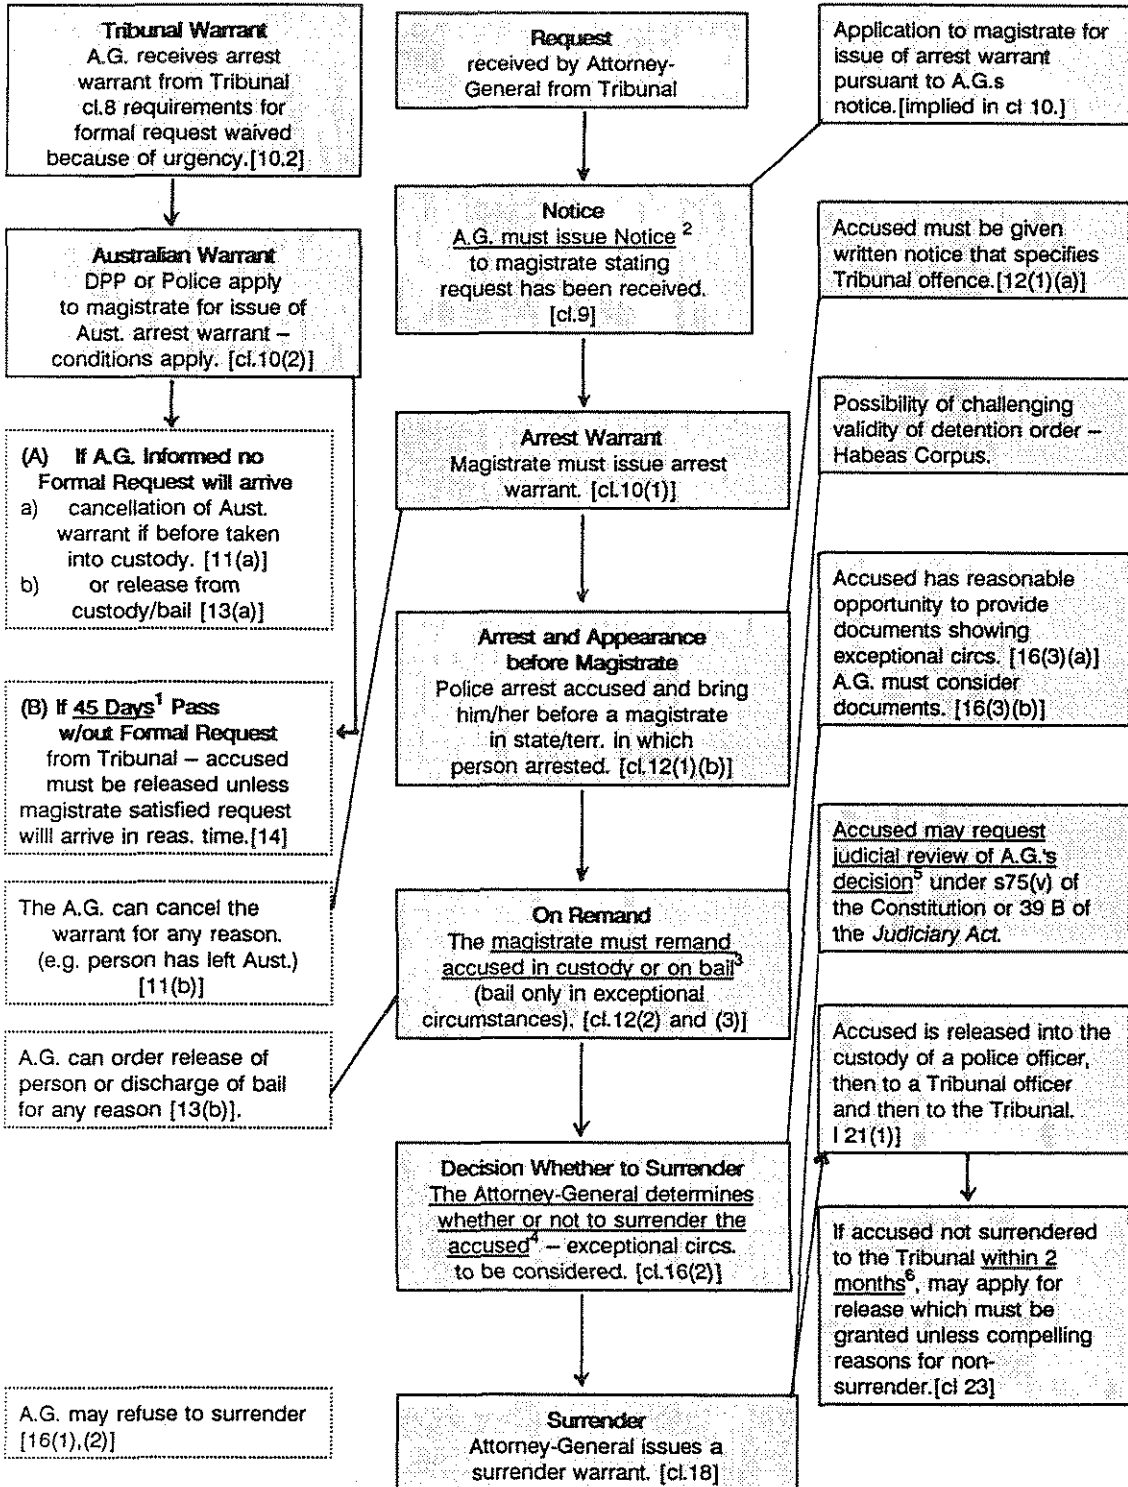 Tribunal Warrant
A.G. receives arrest
warrant from Tribunal
cl.8 requirements for
formal request waived
because of urgency.[10.2]
Australian Warrant
DPP or Police apply
to magistrate for issue of
Aust. arrest warrant –
conditions apply. [cl.10(2)]
(A) If A.G. Informed no
Formal Request will arrive
a) cancellation of Aust.
warrant if before taken
into custody. [11(a)]
b) or release from
custody/bail [13(a)]
(B) If 45 Days1 Pass
w/out Formal Request
from Tribunal – accused
must be released unless
magistrate satisfied request
willl arrive in reas. time.[14]
The A.G. can cancel the
warrant for any reason.
(e.g. person has left Aust.)
[11(b)]
A.G. can order release of
person or discharge of bail
for any reason [13(b)].
A.G. may refuse to surrender
[16(1),(2)]
Request
received by Attorney-
General from Tribunal
Notice
A.G. must issue Notice 2
to magistrate stating
request has been received.
[cl.9]
Arrest Warrant
Magistrate must issue arrest
warrant. [cl.10(1)]
Arrest and Appearance
before Magistrate
Police arrest accused and bring
him/her before a magistrate
in state/terr. in which
person arrested. [cl.12(1)(b)]
On Remand
The magistrate must remand
accused in custody or on bail3
(bail only in exceptional
circumstances), [cl.12(2) and (3)]
Decision Whether to Surrender
The Attorney-General determines
whether or not to surrender the
accused4 – exceptional circs.
to be considered. [cl.16(2)]
Surrender
Attorney-General issues a
surrender warrant. [cl.18]
Application to magistrate for
issue of arrest warrant
pursuant to A.G.s
notice.[implied in cl 10.]
Accused must be given
written notice that specifies
Tribunal offence.[12(1)(a)]
Possibility of challenging
validity of detention order –
Habeas Corpus.
Accused has reasonable
opportunity to provide
documents showing
exceptional circs. [16(3)(a)]
A.G. must consider
documents. [16(3)(b)]
Accused may request
judicial review of A.G.'s
decision5 under s75(v) of
the Constitution or 39 B of
the Judiciary Act.
Accused is released into the
custody of a police officer,
then to a Tribunal officer
and then to the Tribunal.
[ 21(1)]
If accused not surrendered
to the Tribunal within 2
months6, may apply for
release which must be
granted unless compelling
reasons for non-
surrender.[cl 23]